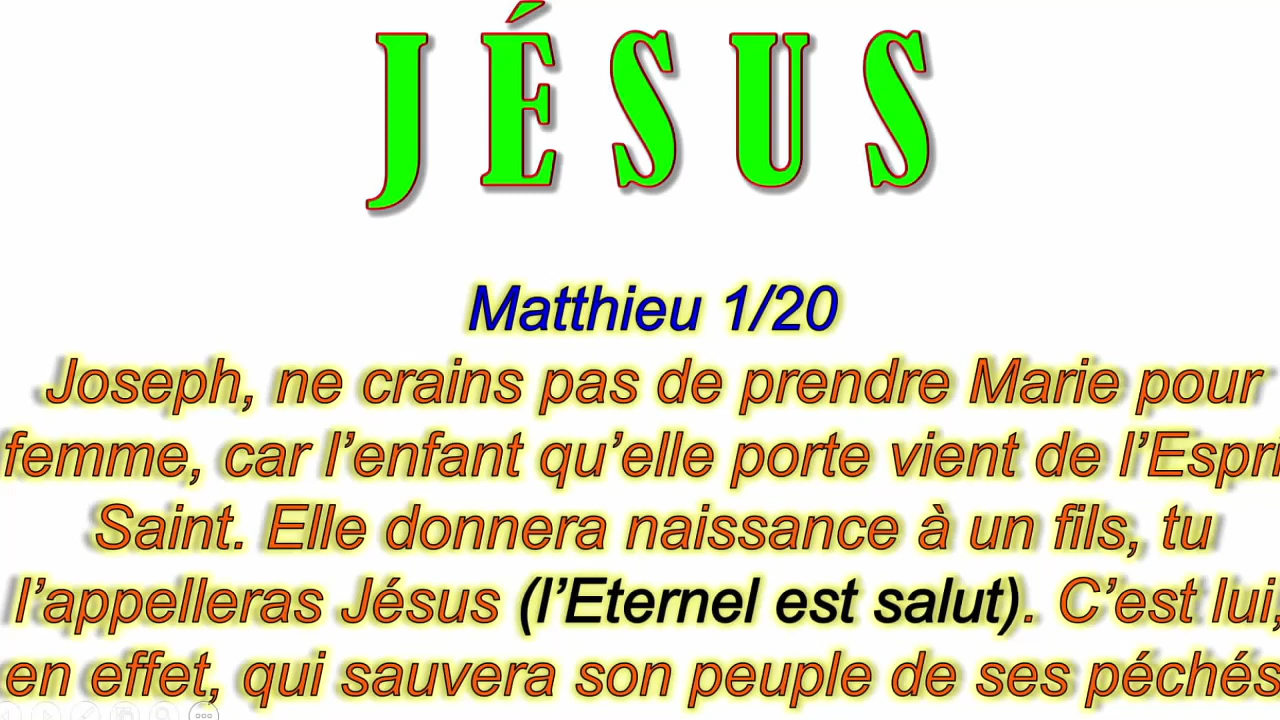 JÉSUS
Matthieu 1/20
Joseph, ne crains pas de prendre Marie pour
femme, car l’enfant qu’elle porte vient de l’Espri
Saint. Elle donnera naissance à un fils, tu
l’appelleras Jésus (l’Eternel est salut). C’est lui,
en effet, qui sauvera son peuple de ses péchés